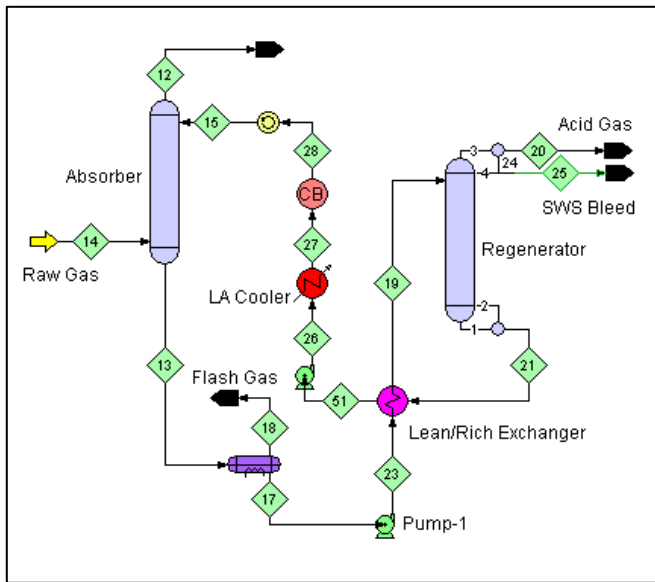 12
Absorber
15
28
3
20
Acid Gas
24
4
25
SWS Bleed
CB
Regenerator
14
Raw Gas
27
19
LA Cooler
2
1
26
21
13
Flash Gas
51
Lean/Rich Exchanger
18
23
17
Pump-1